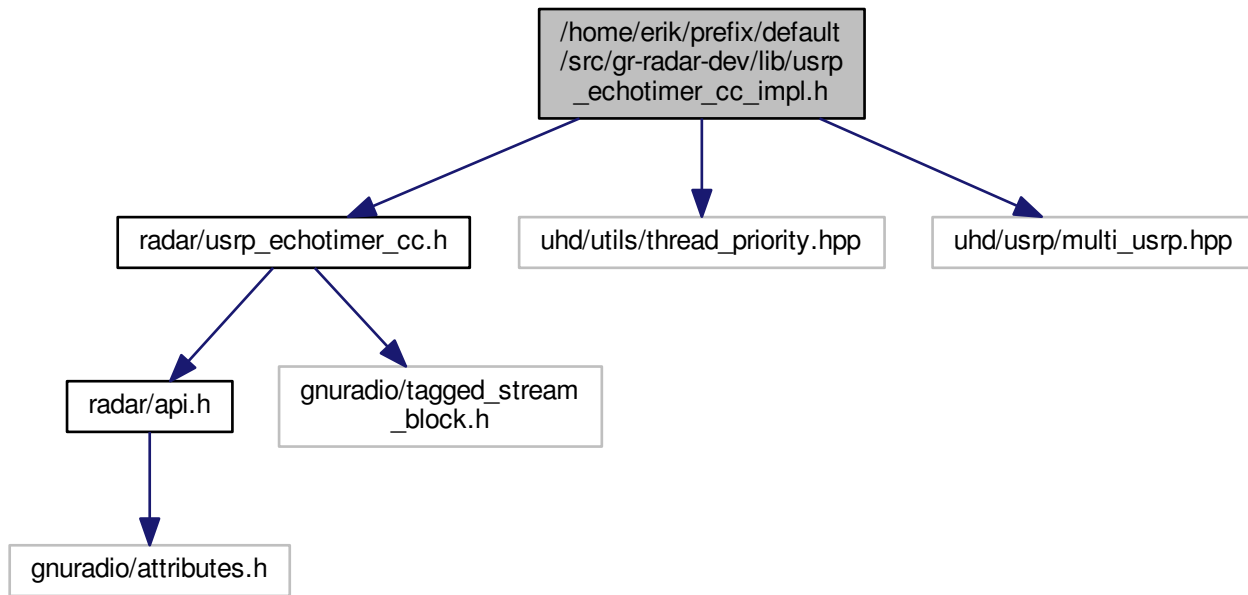 /home/erik/prefix/default
/src/gr-radar-dev/lib/usrp
_echotimer_cc_impl.h
radar/usrp_echotimer_cc.h
uhd/utils/thread_priority.hpp
uhd/usrp/multi_usrp.hpp
radar/api.h
gnuradio/tagged_stream
_block.h
gnuradio/attributes.h